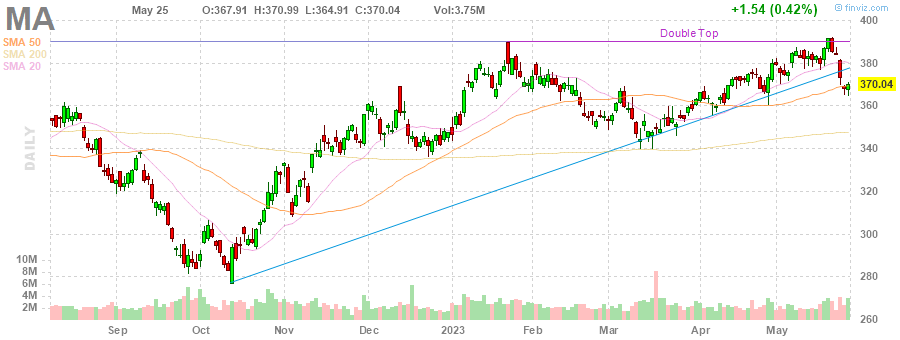 MA May 25 O:367.91 H:370.99 L:364.91 C:370.04 Vol:3.75M +1.54 (0.42%) © finviz.com
400
Double Top
SMA 50
SMA 200
SMA 20
380
370.04
360
DAILY
340
320
300
10M
8M
280
6M
4M
2M
260
Sep Oct Nov Dec 2023 Feb Mar Apr May